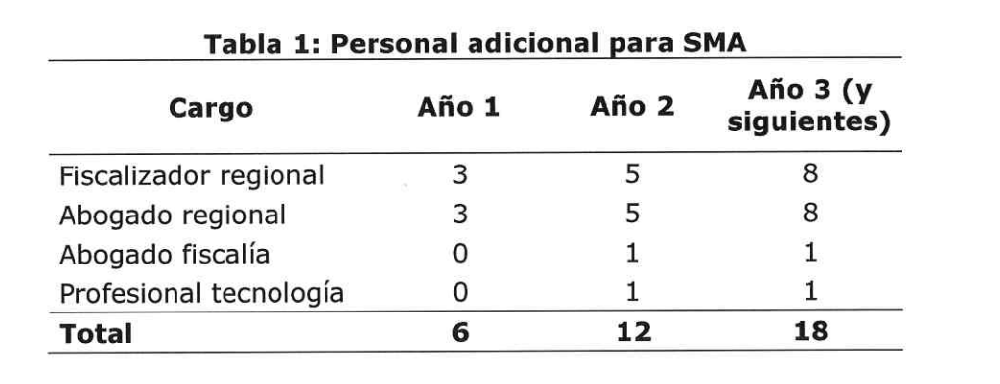 Tabla 1: Personal adicional para SMA
Cargo Año 1 Año 2 Año 3 (y siguientes)
Fiscalizador regional 3 5 8
Abogado regional 3 5 8
Abogado fiscalía 0 1 1
Profesional tecnología 0 1 1
Total 6 12 18